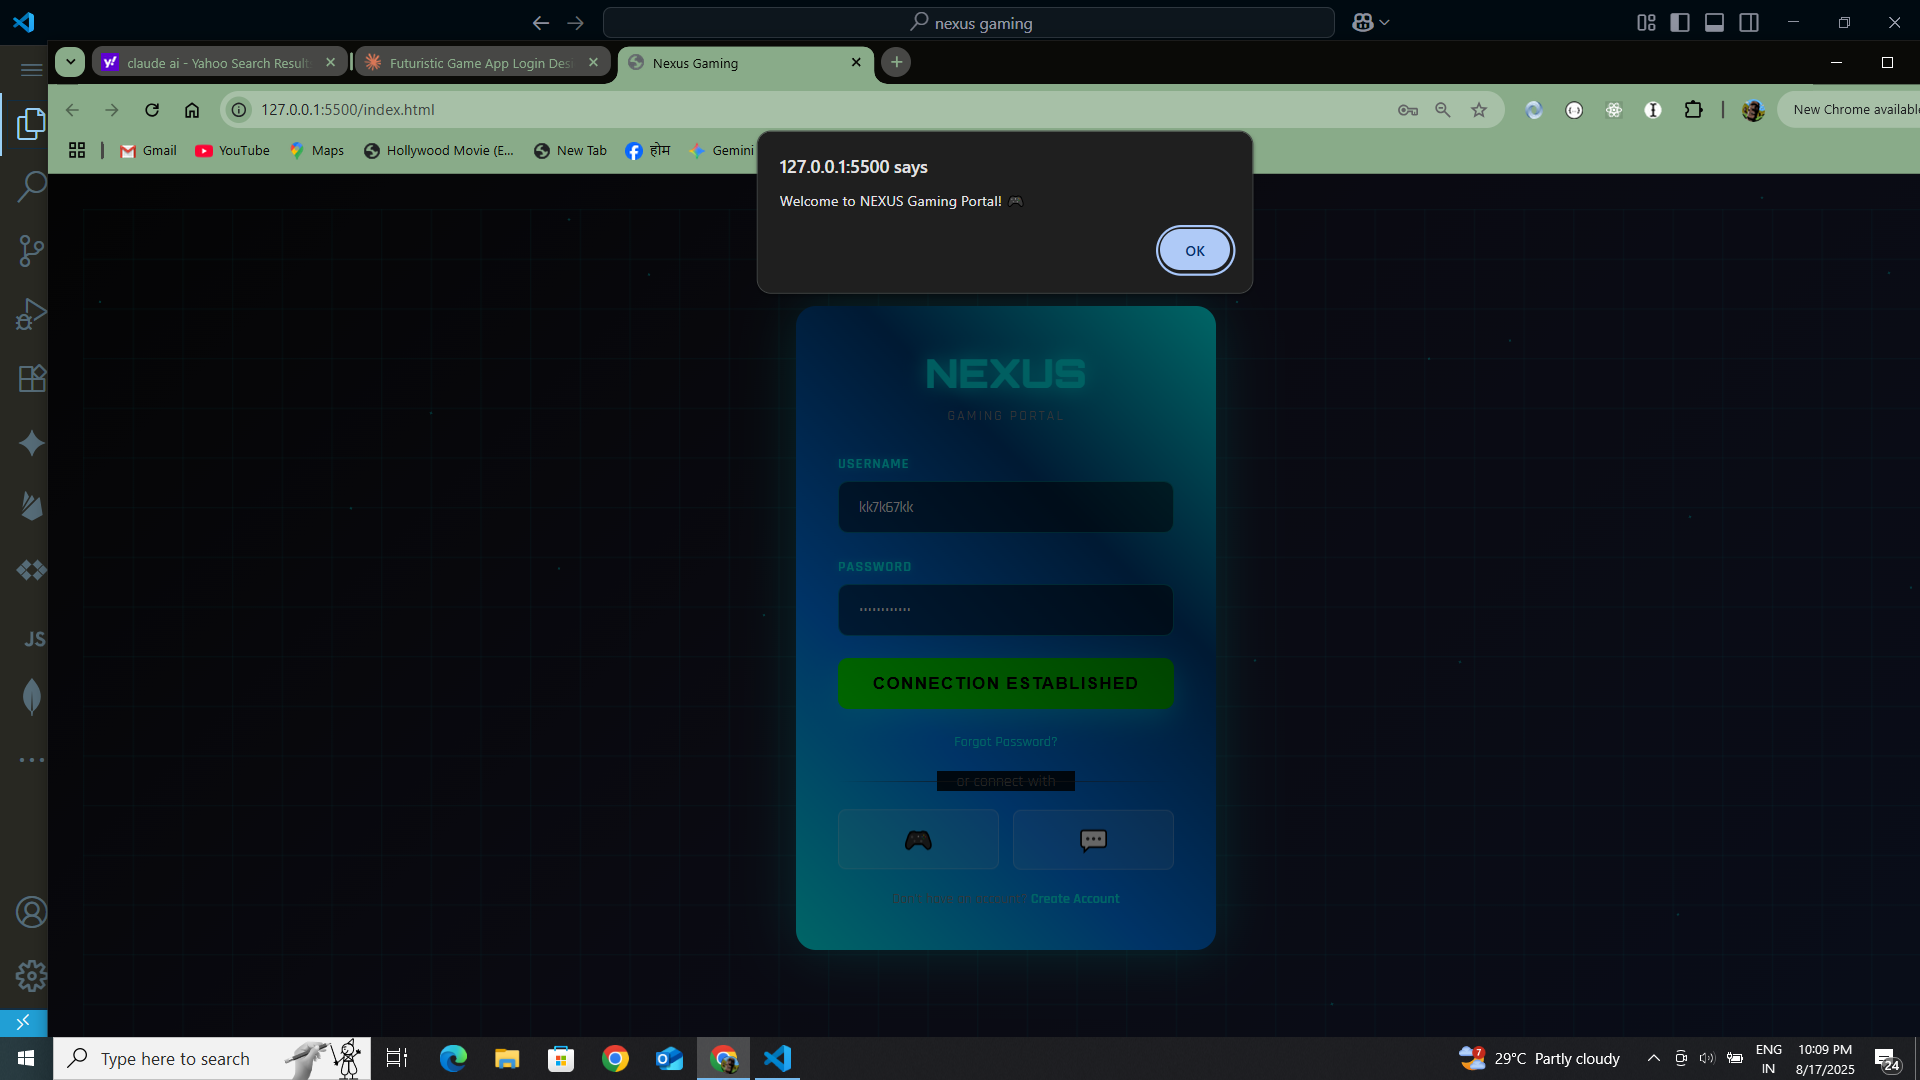 nexus gaming
claude ai - Yahoo Search Results
Futuristic Game App Login Des
Nexus Gaming
127.0.0.1:5500/index.html
New Chrome available
Gmail
YouTube
Maps
Hollywood Movie (E...
New Tab
होम
Gemini
127.0.0.1:5500 says
Welcome to NEXUS Gaming Portal! 🎮
OK
NEXUS
GAMING PORTAL
USERNAME
kk7k67kk
PASSWORD
CONNECTION ESTABLISHED
Forgot Password?
or connect with
Don't have an account? Create Account
JS
Type here to search
7
29°C Partly cloudy
ENG
IN
10:09 PM
8/17/2025
24